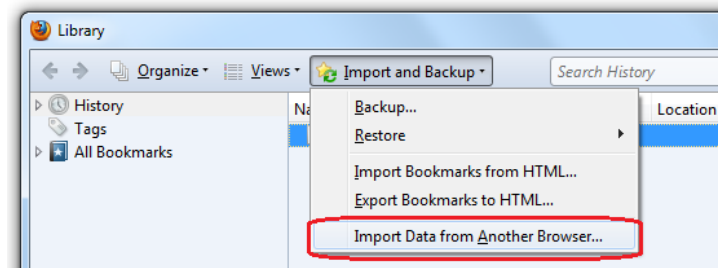 Library
Organize
Views
Import and Backup
Search History
History
Tags
All Bookmarks
Na
Location
Backup...
Restore
Import Bookmarks from HTML...
Export Bookmarks to HTML...
Import Data from Another Browser...